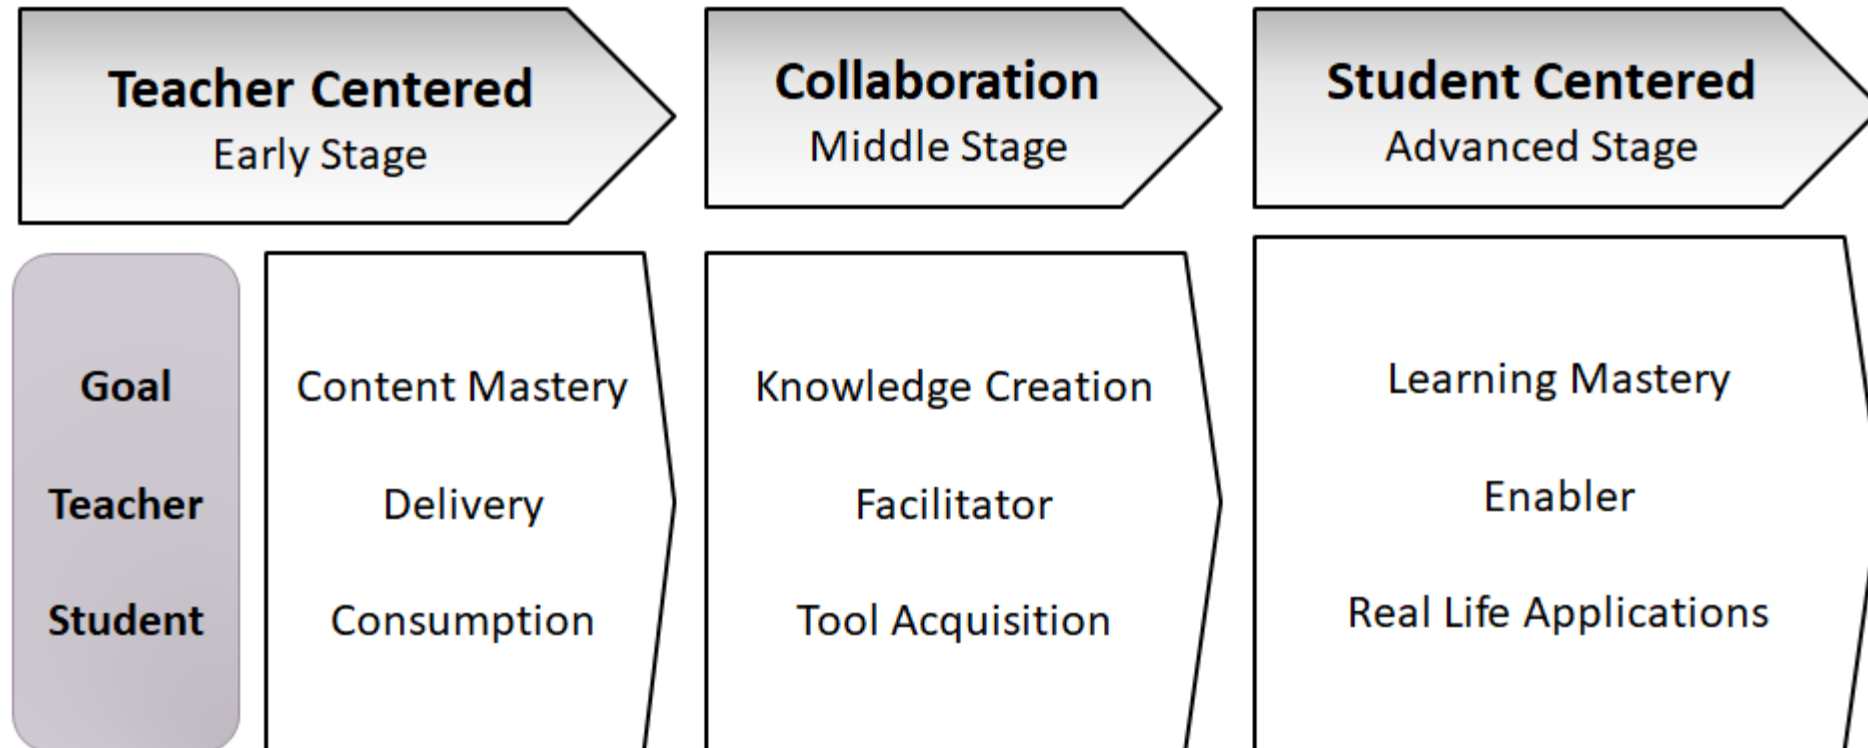 Teacher Centered
Early Stage
Collaboration
Middle Stage
Student Centered
Advanced Stage
Goal
Content Mastery
Knowledge Creation
Learning Mastery
Teacher
Delivery
Facilitator
Enabler
Student
Consumption
Tool Acquisition
Real Life Applications